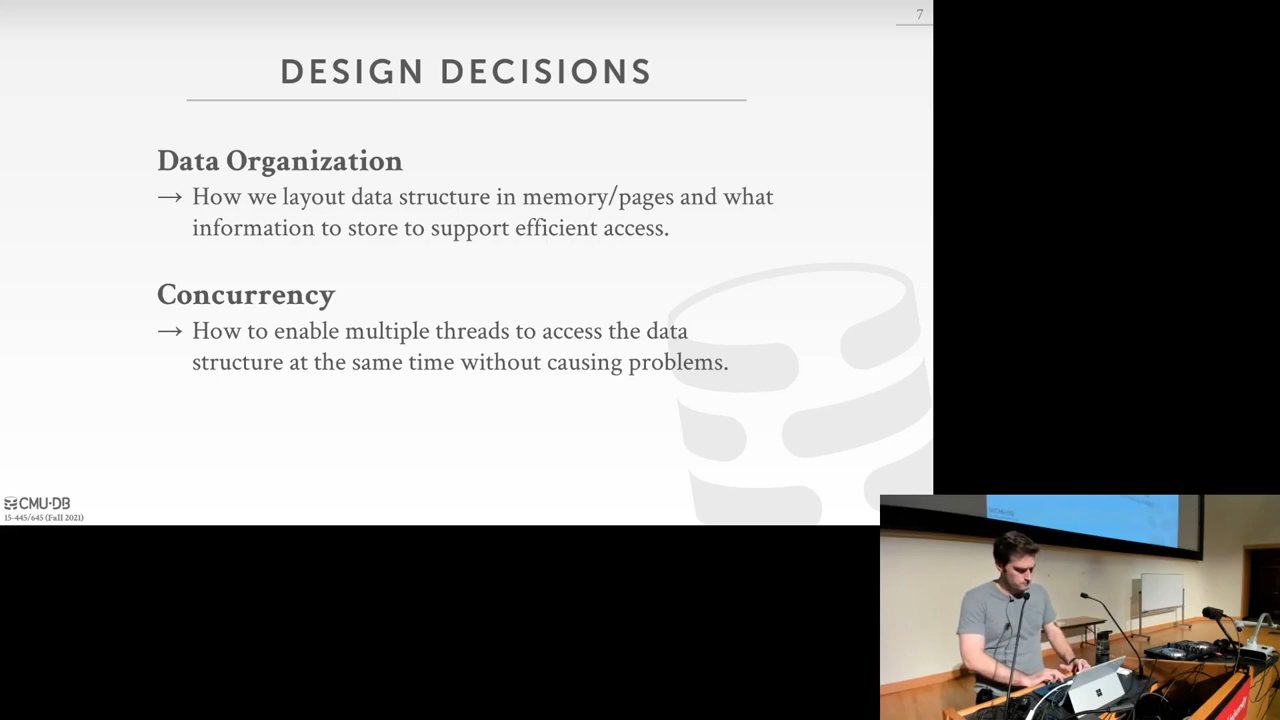 7
DESIGN DECISIONS
Data Organization
→ How we layout data structure in memory/pages and what
information to store to support efficient access.
Concurrency
→ How to enable multiple threads to access the data
structure at the same time without causing problems.
CMU·DB
15-445/645 (Fall 2021)